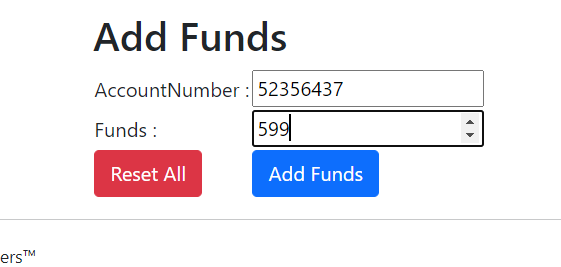 Add Funds
AccountNumber : 52356437
Funds : 599
Reset All Add Funds
ers™